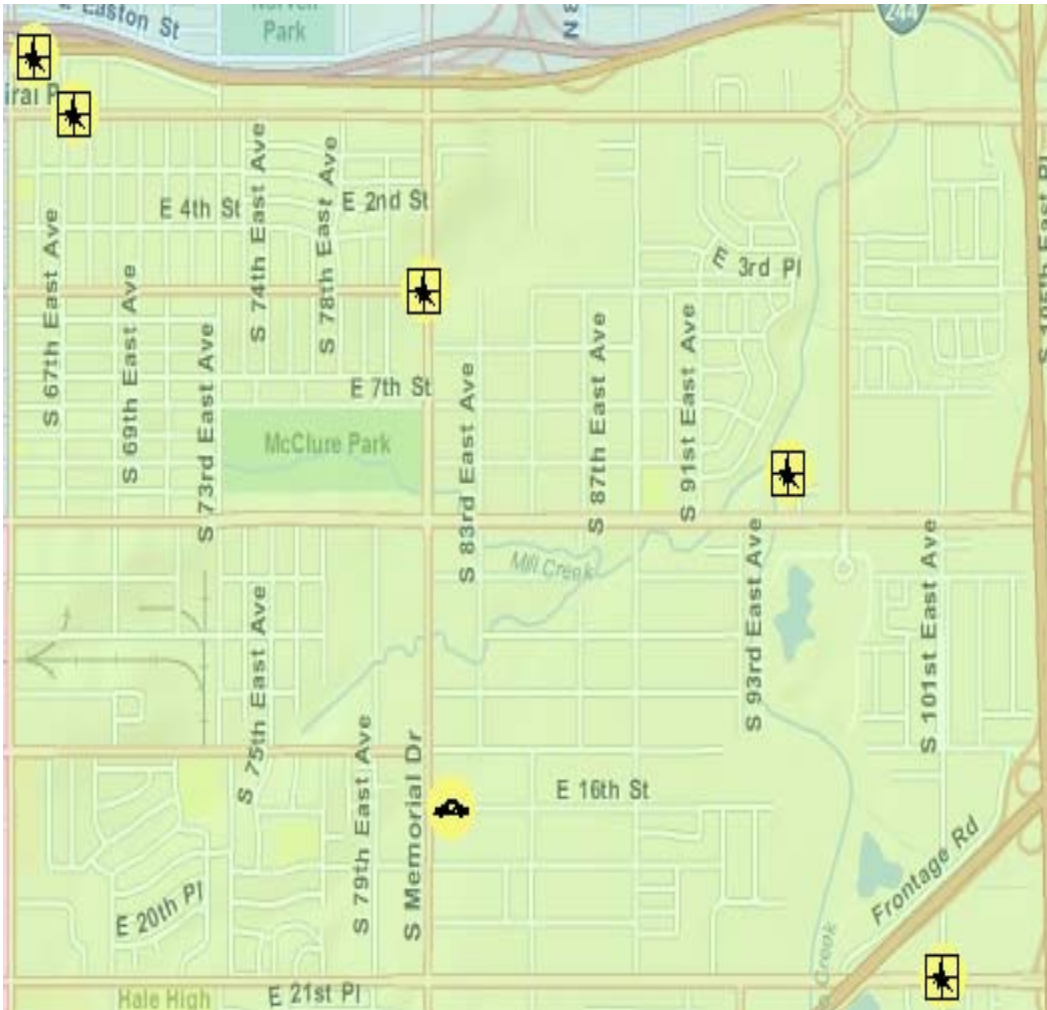 Easton St
Park
244
E 4th St
E 2nd St
S 74th East Ave
S 78th East Ave
S 67th East Ave
S 69th East Ave
E 3rd Pl
S 73rd East Ave
E 7th St
S 83rd East Ave
S 87th East Ave
S 91st East Ave
McClure Park
Mill Creek
S 93rd East Ave
S 101st East Ave
S 75th East Ave
S 79th East Ave
S Memorial Dr
E 16th St
E 20th Pl
Frontage Rd
Creek
Hale High
E 21st Pl